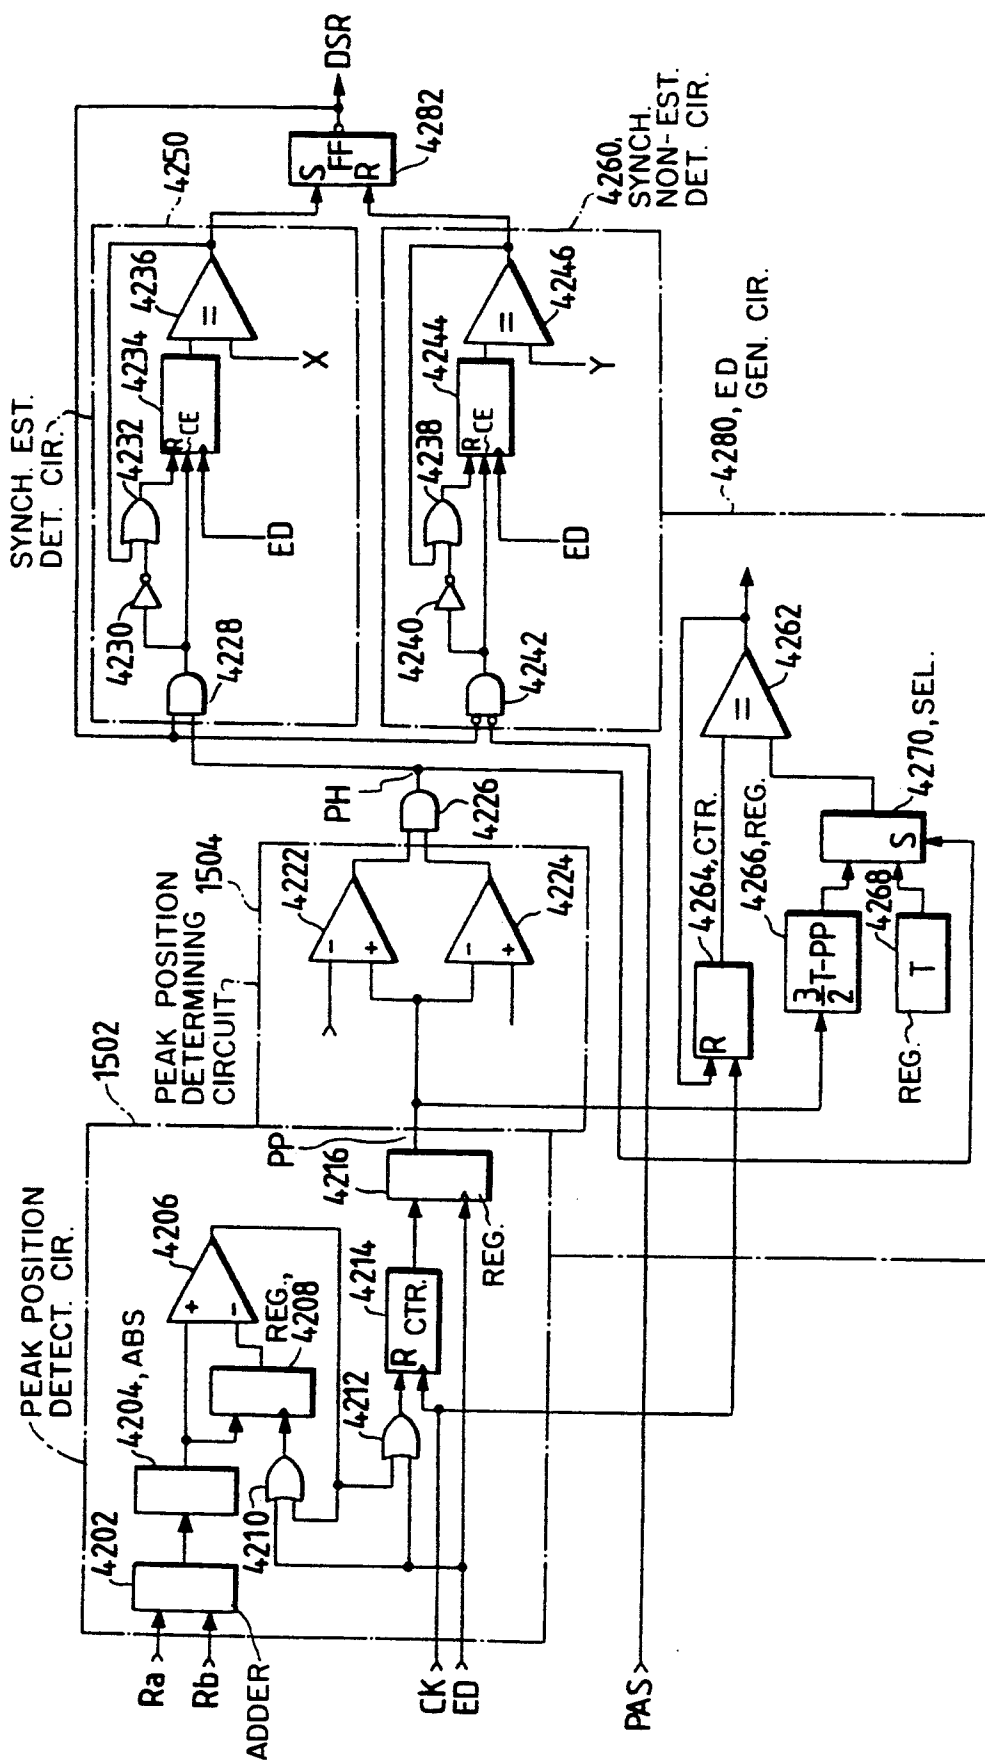 PEAK POSITION
DETECT. CIR.
1502
PEAK POSITION
DETERMINING
CIRCUIT
1504
SYNCH. EST.
DET. CIR.
4250
4260,
SYNCH.
NON-EST.
DET. CIR.
4280, ED
GEN. CIR.
Ra
Rb
ADDER
4202
4204, ABS
4206
+
-
REG.,
4208
4210
4212
R
CTR.
4214
4216
REG.
PP
CK
ED
PAS
4222
-
+
4224
-
+
4226
PH
4228
4230
4232
4234
R
CE
ED
4236
=
X
4242
4240
4238
4244
R
CE
ED
4246
=
Y
S
FF
R
4282
DSR
4264, CTR.
R
4266, REG.
3/2 T-PP
4268
T
REG.
4270, SEL.
S
4262
=